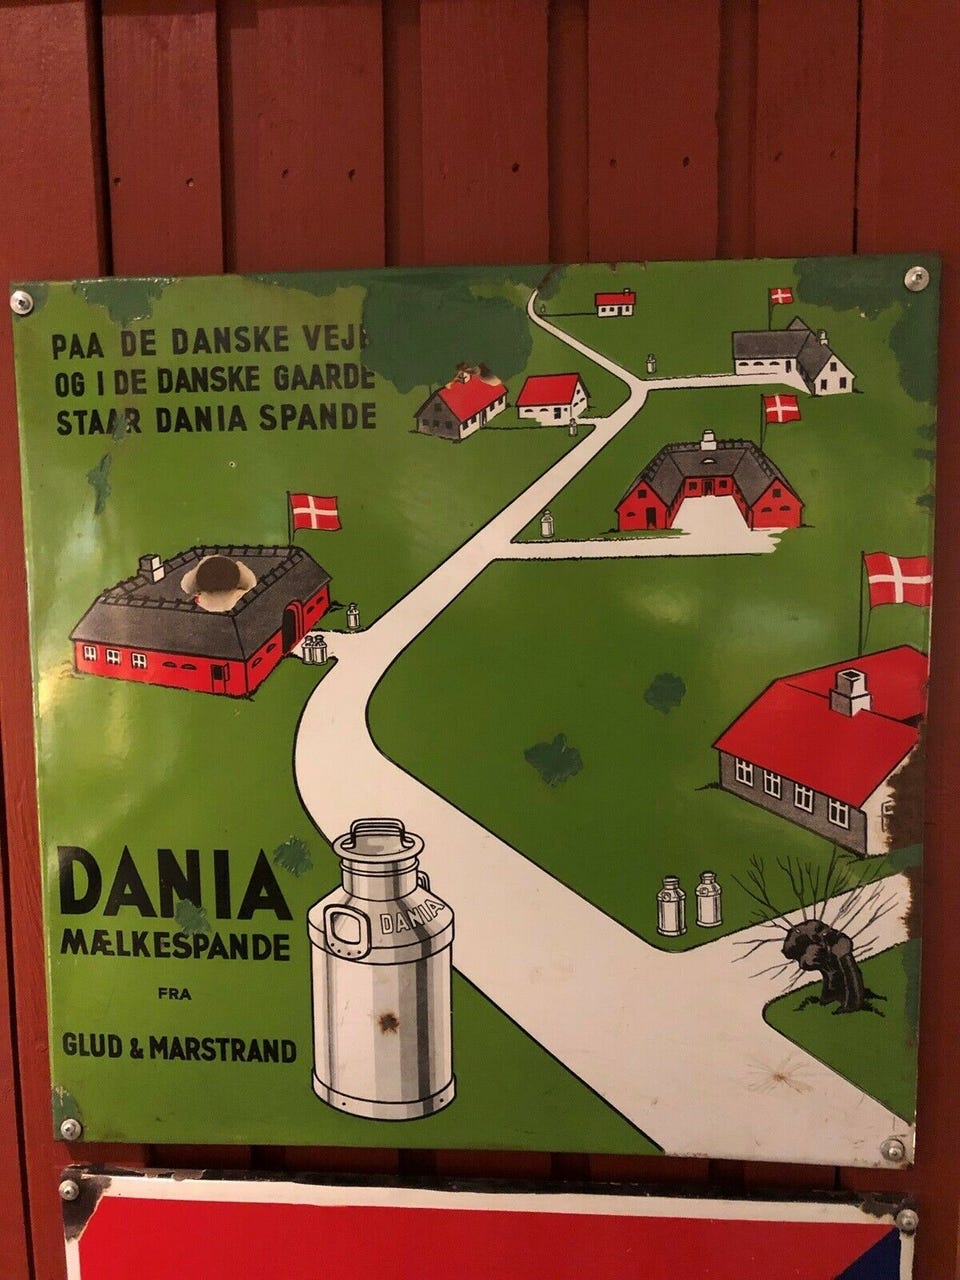 PAA DE DANSKE VEJE
OG I DE DANSKE GAARDE
STAAR DANIA SPANDE
DANIA
DANIA
MÆLKESPANDE
FRA
GLUD & MARSTRAND